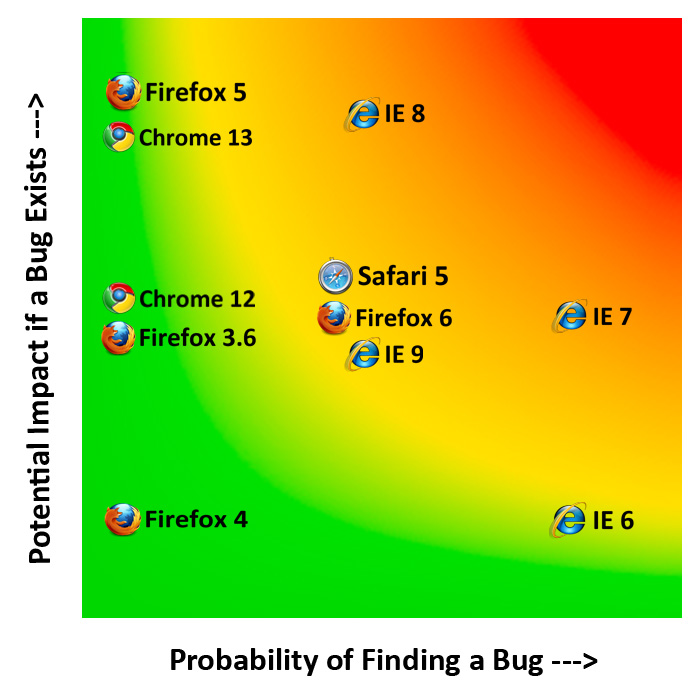 Potential Impact if a Bug Exists --->
Firefox 5
IE 8
Chrome 13
Safari 5
Chrome 12
Firefox 6
IE 7
Firefox 3.6
IE 9
Firefox 4
IE 6
Probability of Finding a Bug --->